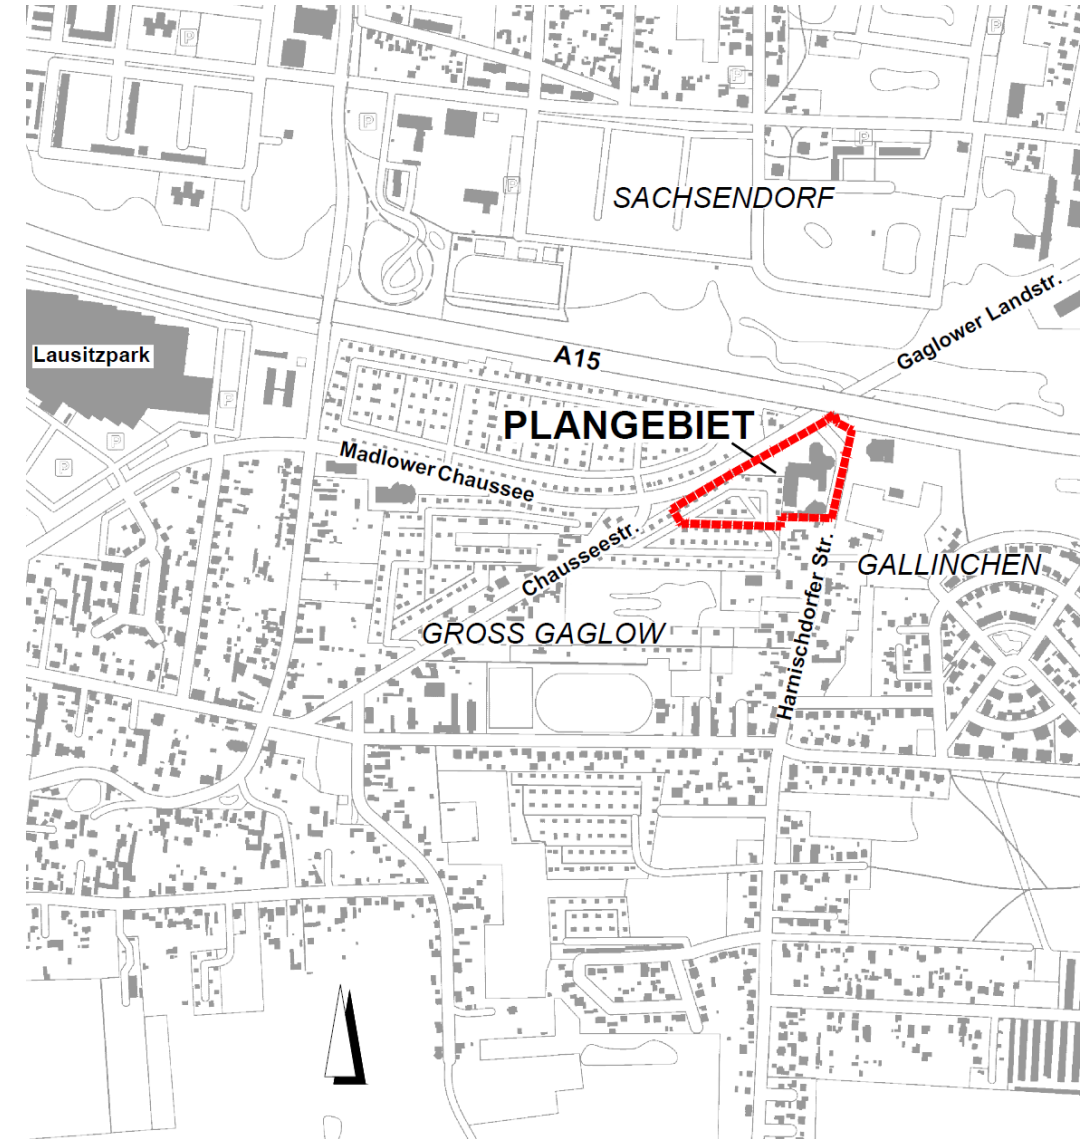 P
P
P
P
P
P
SACHSENDORF
Gaglower Landstr.
Lausitzpark
A15
P
PLANGEBIET
P
P
Madlower Chaussee
Chausseestr.
GALLINCHEN
Harnischdorfer Str.
GROSS GAGLOW